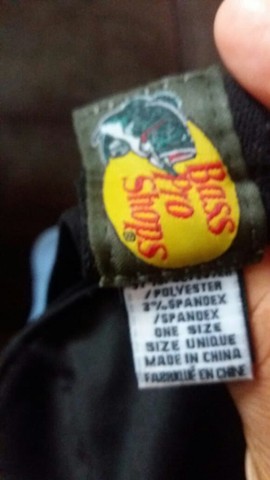 Bass
Pro
Shops®
/POLYESTER
3% SPANDEX
/SPANDEX
ONE SIZE
SIZE UNIQUE
MADE IN CHINA
FABRIQUÉ EN CHINE